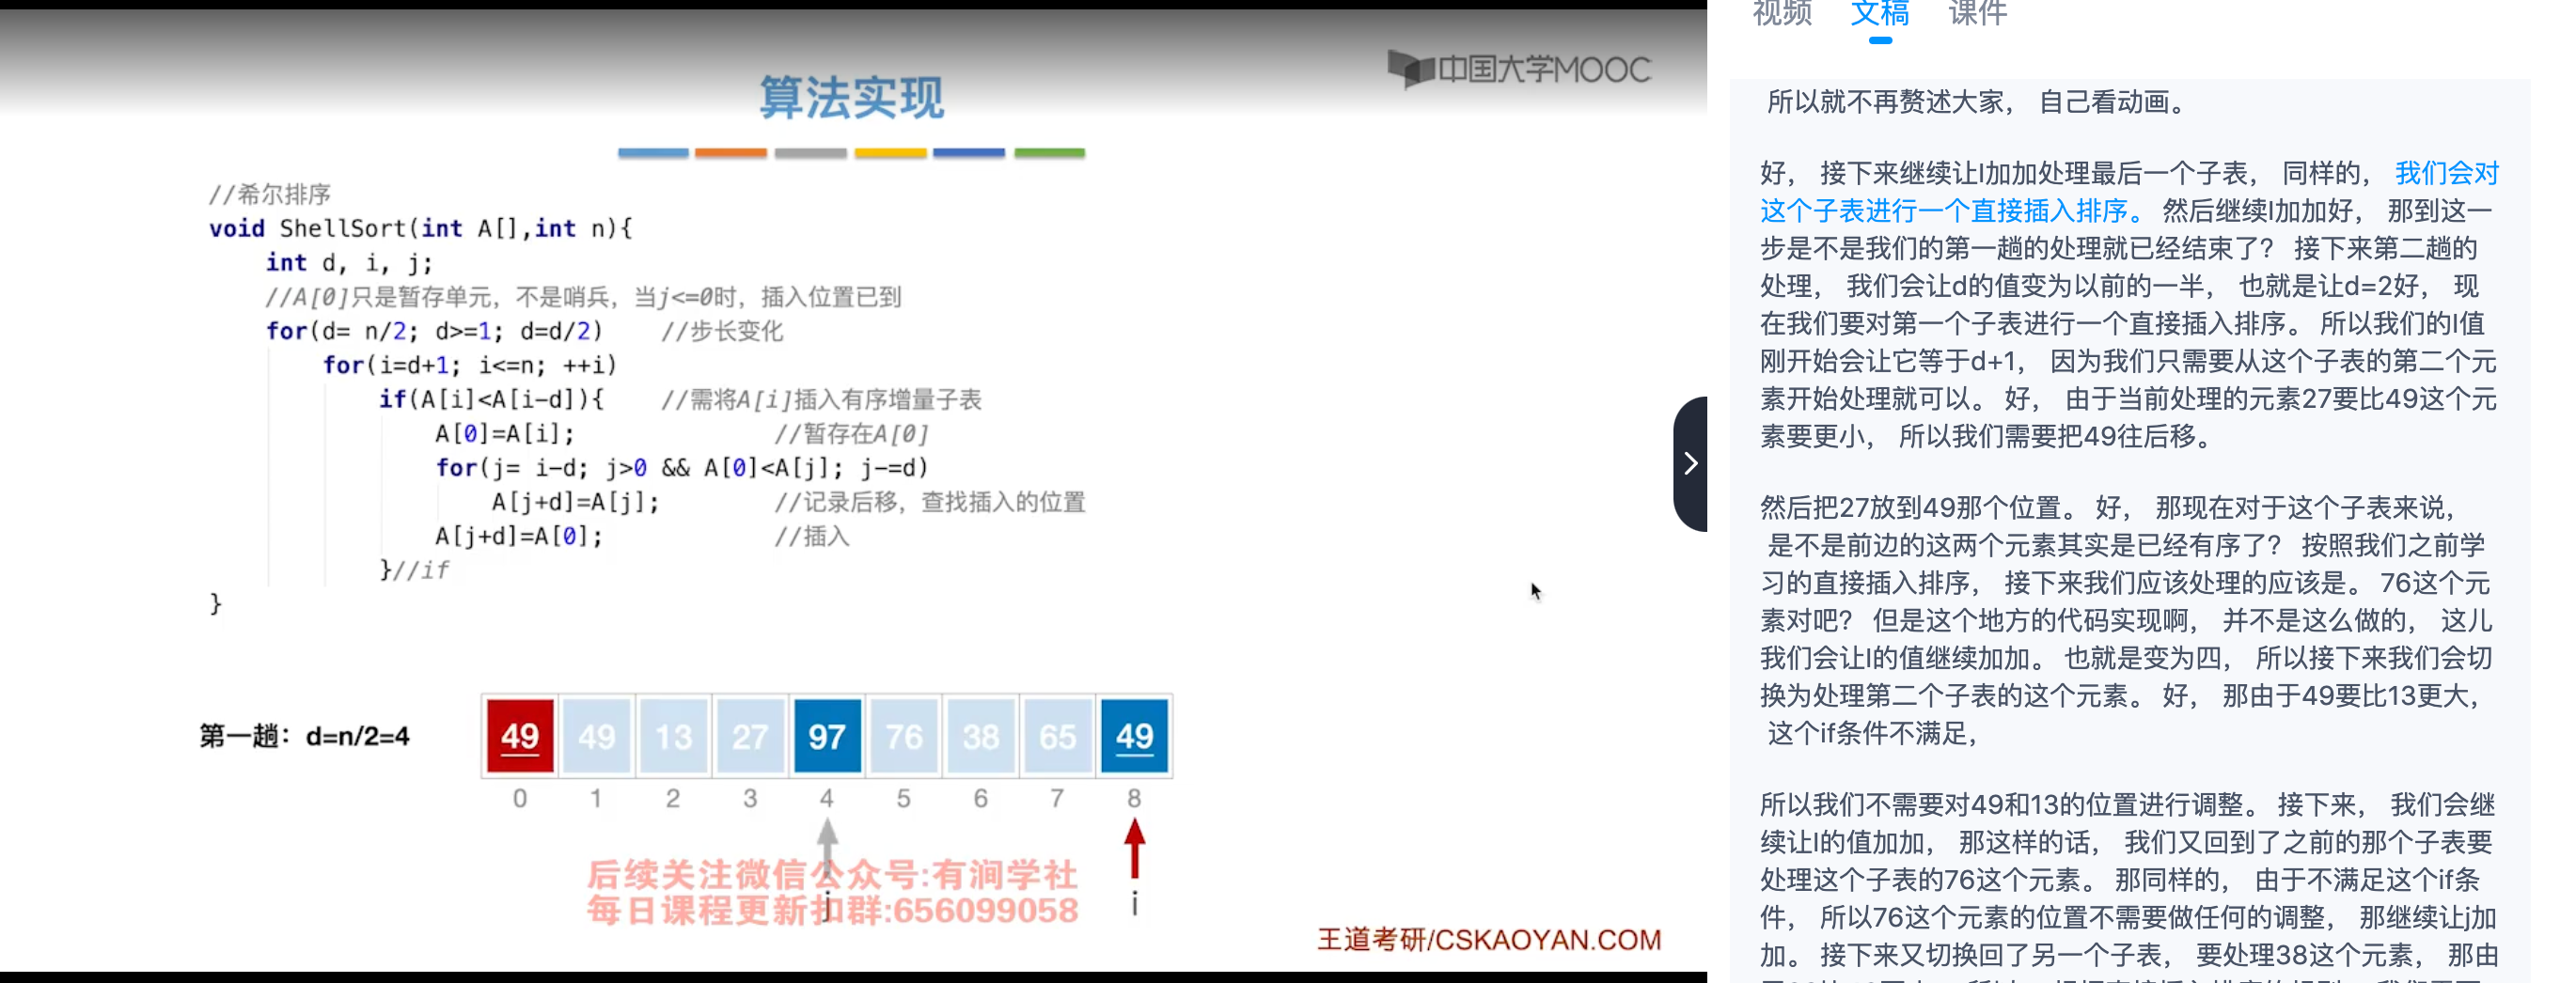 中国大学MOOC
算法实现
//希尔排序
void ShellSort(int A[],int n){
int d, i, j;
//A[0]只是暂存单元，不是哨兵，当j<=0时，插入位置已到
for(d= n/2; d>=1; d=d/2) //步长变化
for(i=d+1; i<=n; ++i)
if(A[i]<A[i-d]){ //需将A[i]插入有序增量子表
A[0]=A[i]; //暂存在A[0]
for(j= i-d; j>0 && A[0]<A[j]; j-=d)
A[j+d]=A[j]; //记录后移，查找插入的位置
A[j+d]=A[0]; //插入
}//if
}
第一趟：d=n/2=4
49 49 13 27 97 76 38 65 49
0 1 2 3 4 5 6 7 8
后续关注微信公众号:有涧学社
每日课程更新扣群:656099058
j i
王道考研/CSKAOYAN.COM
视频 文稿 课件
所以就不再赘述大家， 自己看动画。
好， 接下来继续让I加加处理最后一个子表， 同样的， 我们会对
这个子表进行一个直接插入排序。 然后继续I加加好， 那到这一
步是不是我们的第一趟的处理就已经结束了？ 接下来第二趟的
处理， 我们会让d的值变为以前的一半， 也就是让d=2好， 现
在我们要对第一个子表进行一个直接插入排序。 所以我们的I值
刚开始会让它等于d+1， 因为我们只需要从这个子表的第二个元
素开始处理就可以。 好， 由于当前处理的元素27要比49这个元
素要更小， 所以我们需要把49往后移。
然后把27放到49那个位置。 好， 那现在对于这个子表来说，
是不是前边的这两个元素其实是已经有序了？ 按照我们之前学
习的直接插入排序， 接下来我们应该处理的应该是。 76这个元
素对吧？ 但是这个地方的代码实现啊， 并不是这么做的， 这儿
我们会让I的值继续加加。 也就是变为四， 所以接下来我们会切
换为处理第二个子表的这个元素。 好， 那由于49要比13更大，
这个if条件不满足，
所以我们不需要对49和13的位置进行调整。 接下来， 我们会继
续让I的值加加， 那这样的话， 我们又回到了之前的那个子表要
处理这个子表的76这个元素。 那同样的， 由于不满足这个if条
件， 所以76这个元素的位置不需要做任何的调整， 那继续让j加
加。 接下来又切换回了另一个子表， 要处理38这个元素， 那由